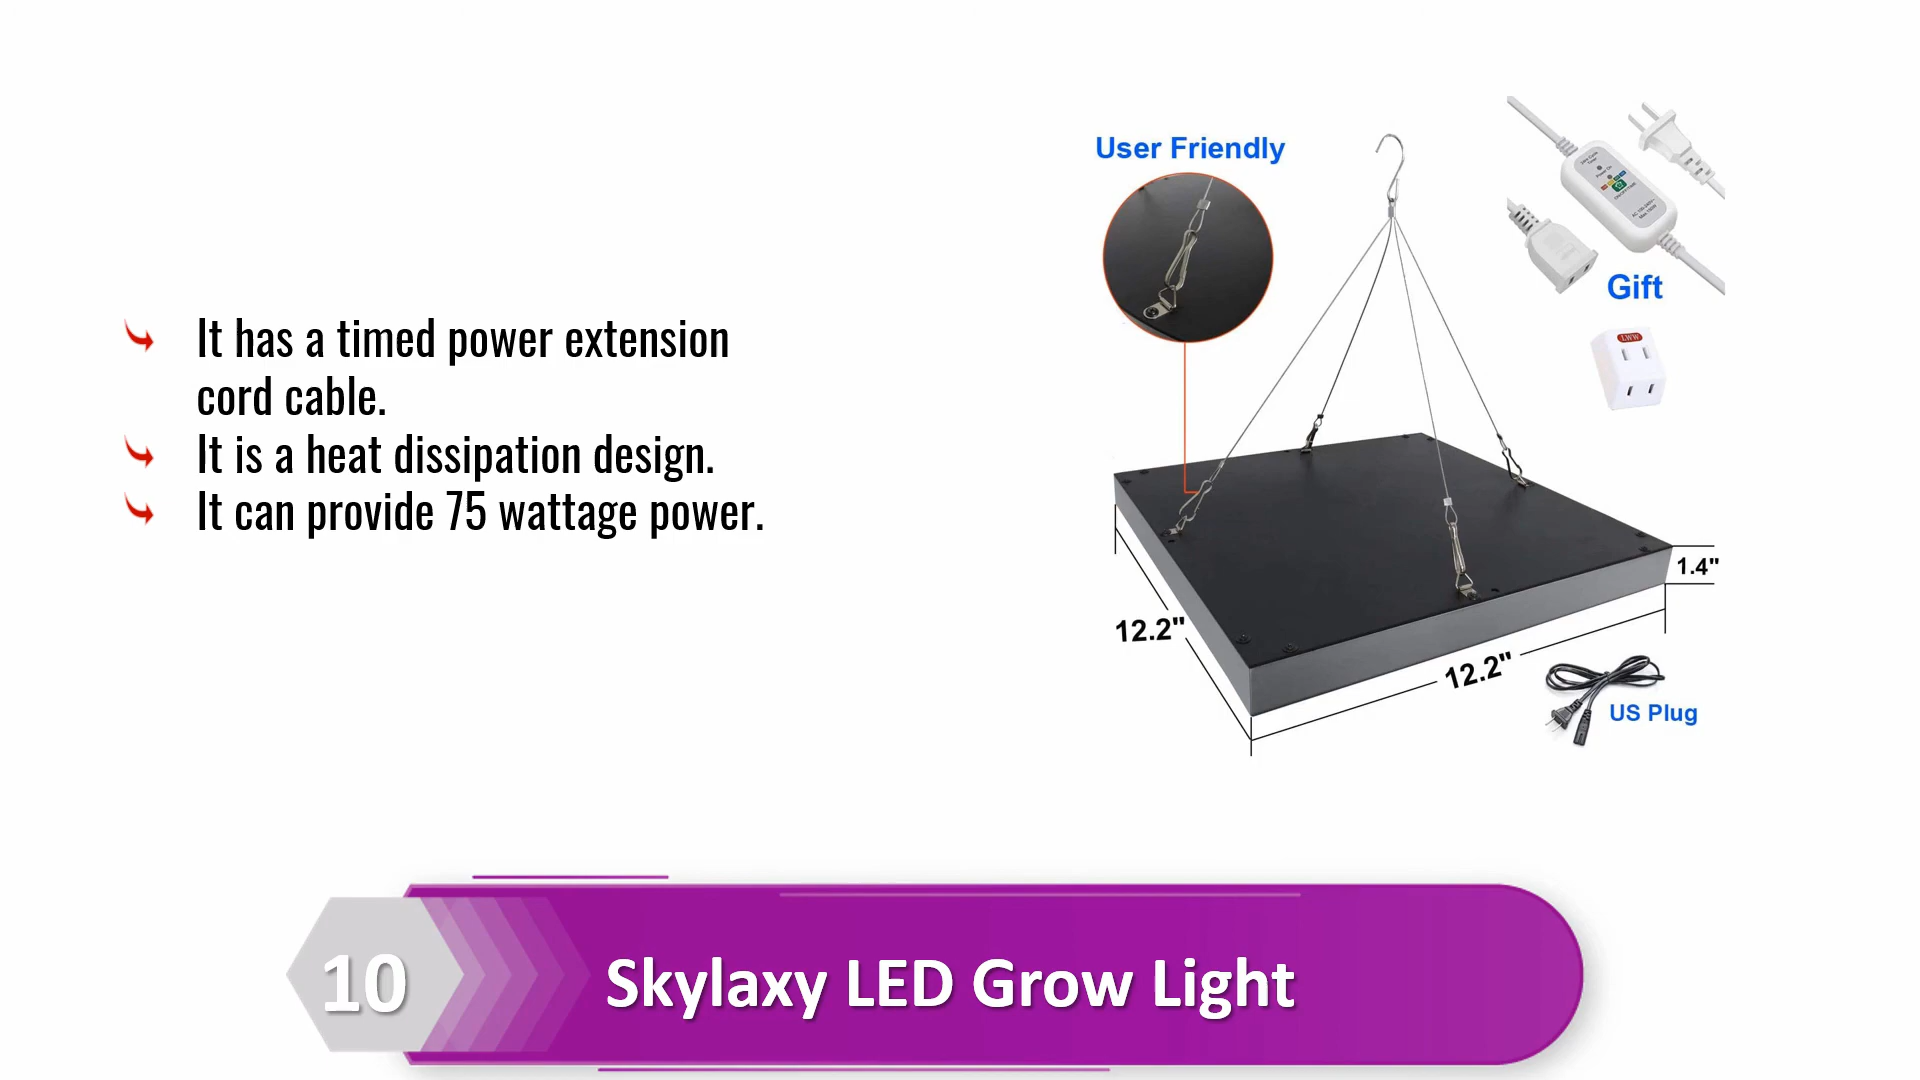 User Friendly
Gift
LWW
It has a timed power extension
cord cable.
It is a heat dissipation design.
It can provide 75 wattage power.
1.4"
12.2"
12.2"
US Plug
10
Skylaxy LED Grow Light